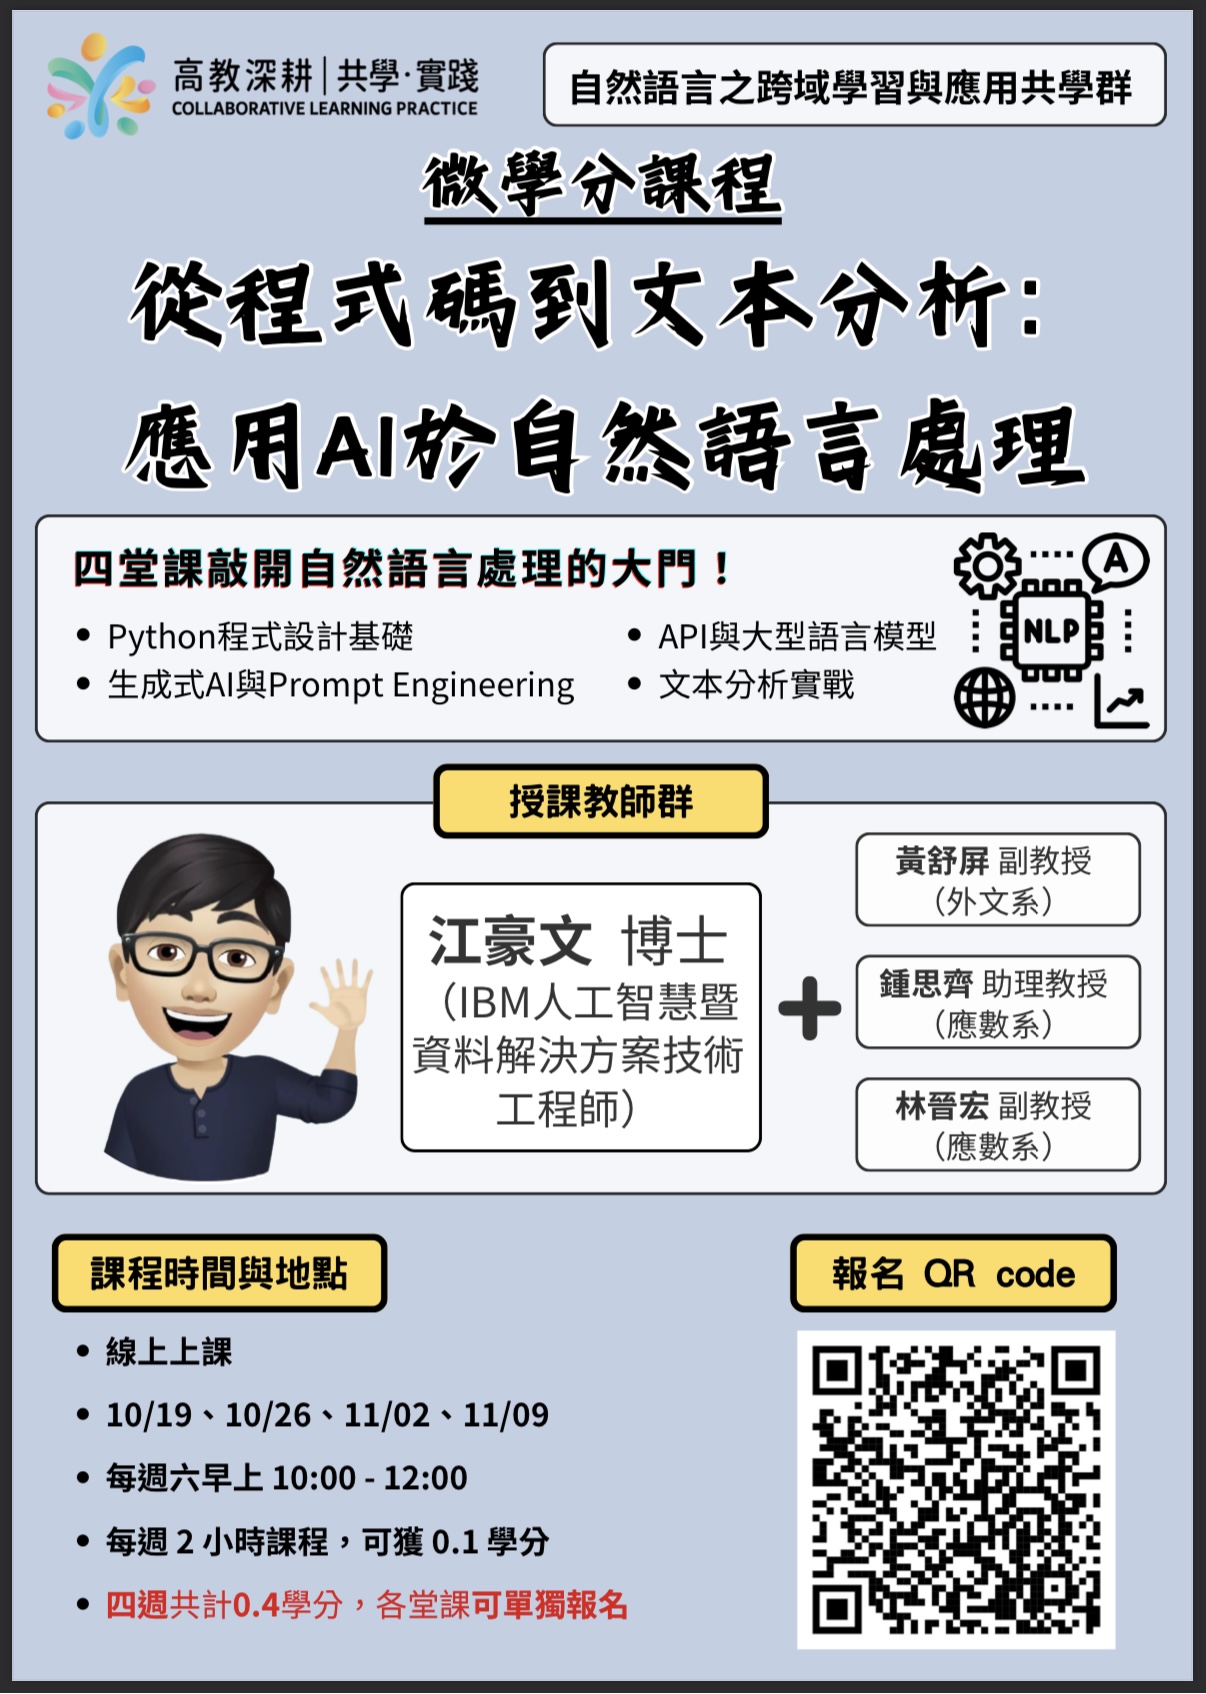 高教深耕|共學·實踐
COLLABORATIVE LEARNING PRACTICE
自然語言之跨域學習與應用共學群
微學分課程
從程式碼到文本分析:
應用AI於自然語言處理
四堂課敲開自然語言處理的大門！
• Python程式設計基礎
• 生成式AI與Prompt Engineering
• API與大型語言模型
• 文本分析實戰
A
NLP
授課教師群
江豪文 博士
（IBM人工智慧暨
資料解決方案技術
工程師）
+
黃舒屏 副教授
（外文系）
鍾思齊 助理教授
（應數系）
林晉宏 副教授
（應數系）
課程時間與地點
• 線上上課
• 10/19、10/26、11/02、11/09
• 每週六早上 10:00 - 12:00
• 每週 2 小時課程，可獲 0.1 學分
• 四週共計0.4學分，各堂課可單獨報名
報名 QR code